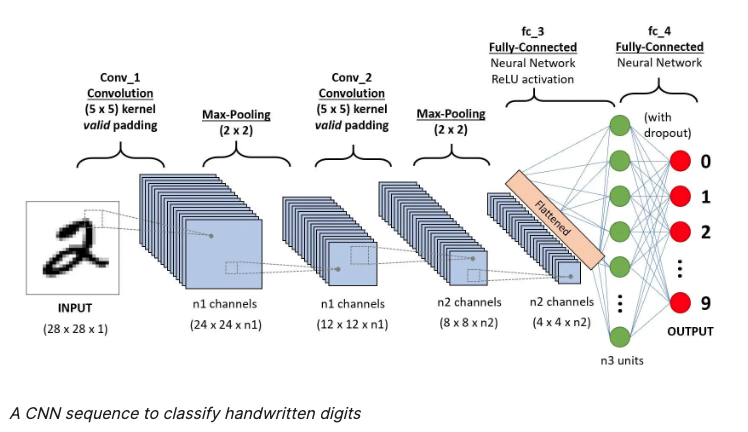 Conv_1
Convolution
(5 x 5) kernel
valid padding
Max-Pooling
(2 x 2)
Conv_2
Convolution
(5 x 5) kernel
valid padding
Max-Pooling
(2 x 2)
fc_3
Fully-Connected
Neural Network
ReLU activation
fc_4
Fully-Connected
Neural Network
(with
dropout)
2
INPUT
(28 x 28 x 1)
n1 channels
(24 x 24 x n1)
n1 channels
(12 x 12 x n1)
n2 channels
(8 x 8 x n2)
n2 channels
(4 x 4 x n2)
Flattened
n3 units
0
1
2
9
OUTPUT
A CNN sequence to classify handwritten digits